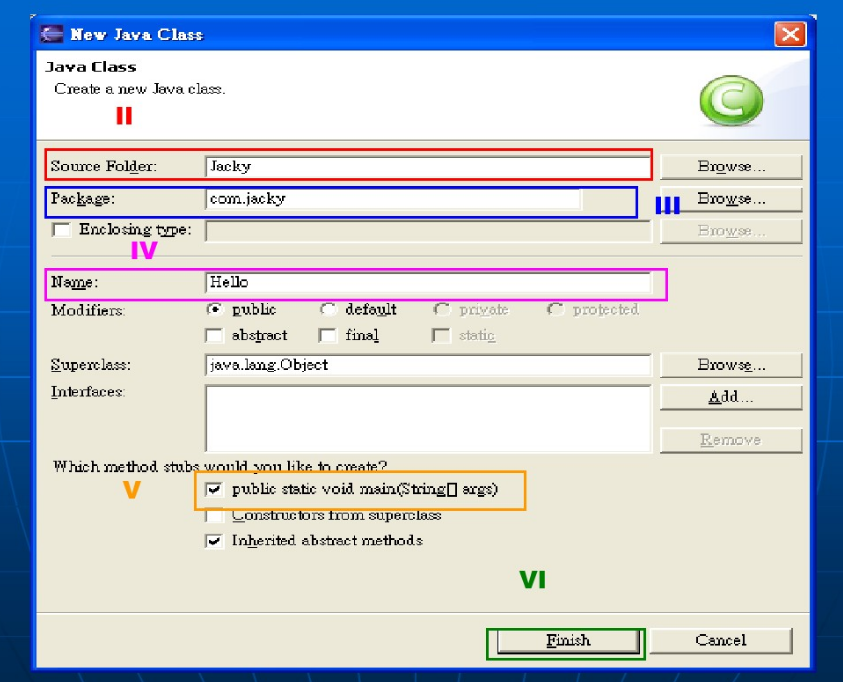 New Java Class
Java Class
Create a new Java class.
II
Source Folder: Jacky Browse...
Package: com.jacky III Browse...
Enclosing type: Browse...
IV
Name: Hello
Modifiers: public default private protected
abstract final static
Superclass: java.lang.Object Browse...
Interfaces: Add...
Remove
Which method stubs would you like to create?
V public static void main(String[] args)
Constructors from superclass
Inherited abstract methods
VI
Finish Cancel